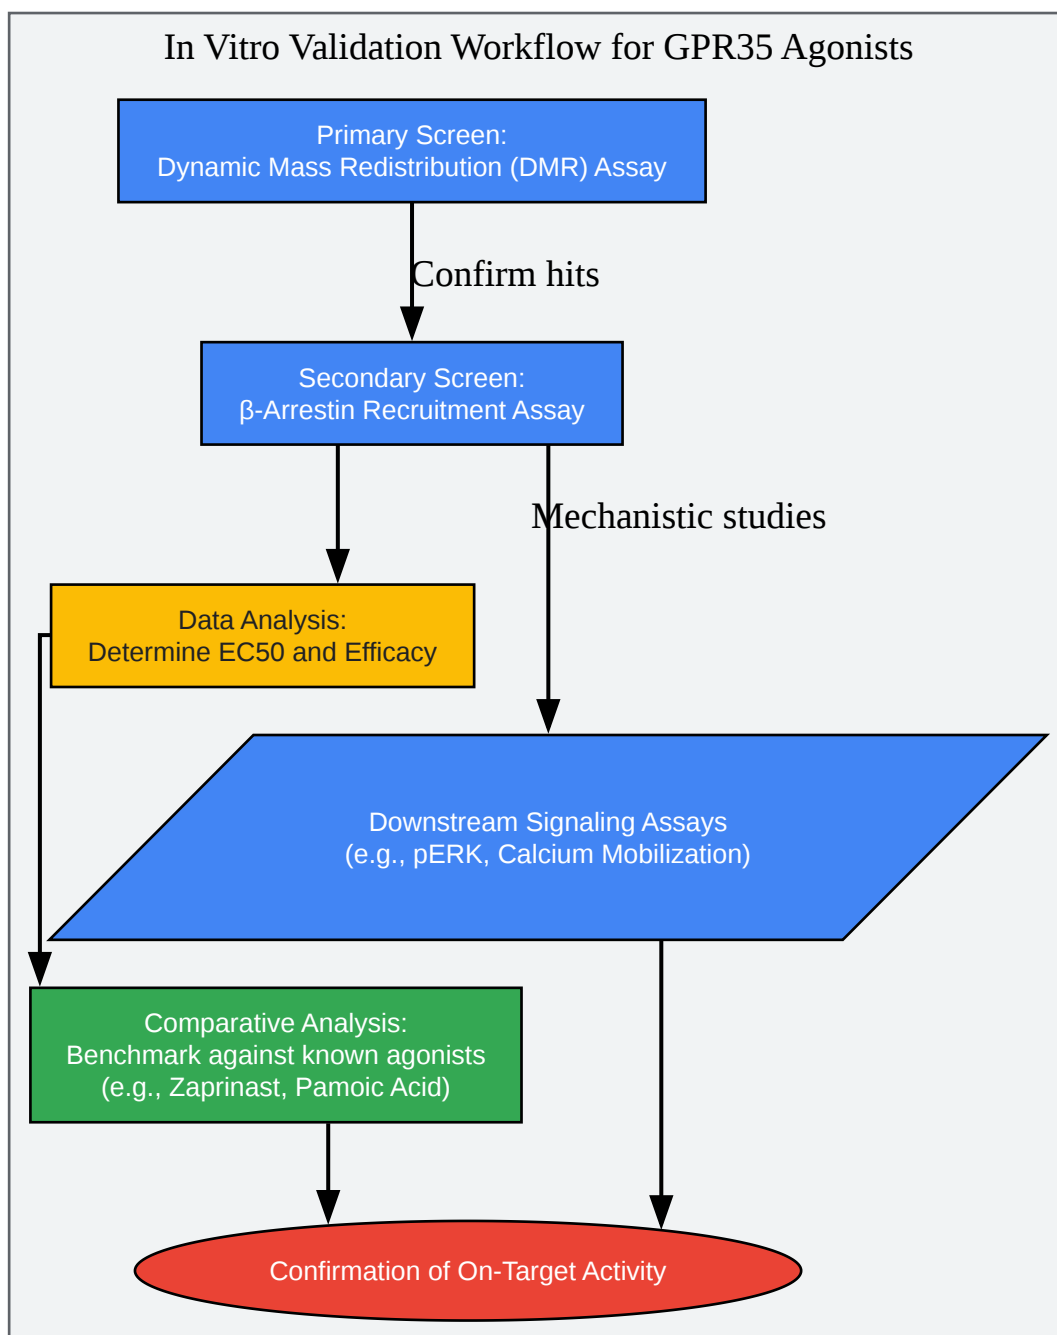 In Vitro Validation Workflow for GPR35 Agonists
Primary Screen:
Dynamic Mass Redistribution (DMR) Assay
Confirm hits
Secondary Screen:
β-Arrestin Recruitment Assay
Mechanistic studies
Data Analysis:
Determine EC50 and Efficacy
Downstream Signaling Assays
(e.g., pERK, Calcium Mobilization)
Comparative Analysis:
Benchmark against known agonists
(e.g., Zaprinast, Pamoic Acid)
Confirmation of On-Target Activity